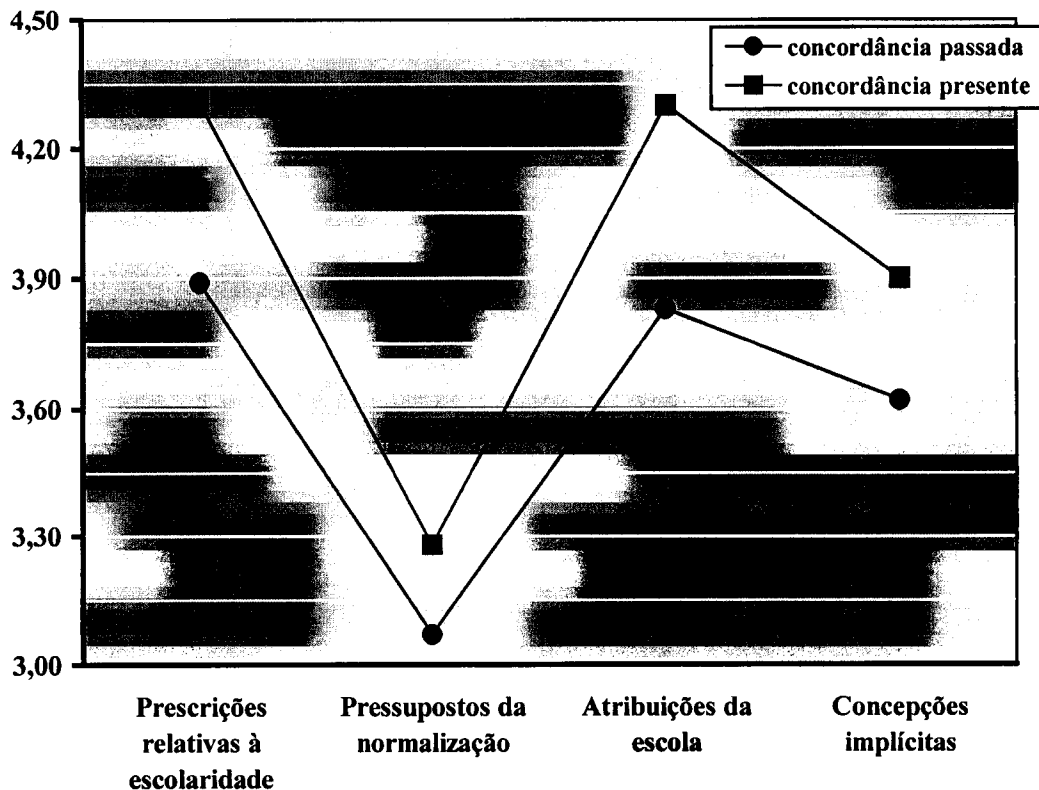 4,50
4,20
3,90
3,60
3,30
3,00
concordância passada
concordância presente
Prescrições
relativas à
escolaridade
Pressupostos da
normalização
Atribuições da
escola
Concepções
implícitas